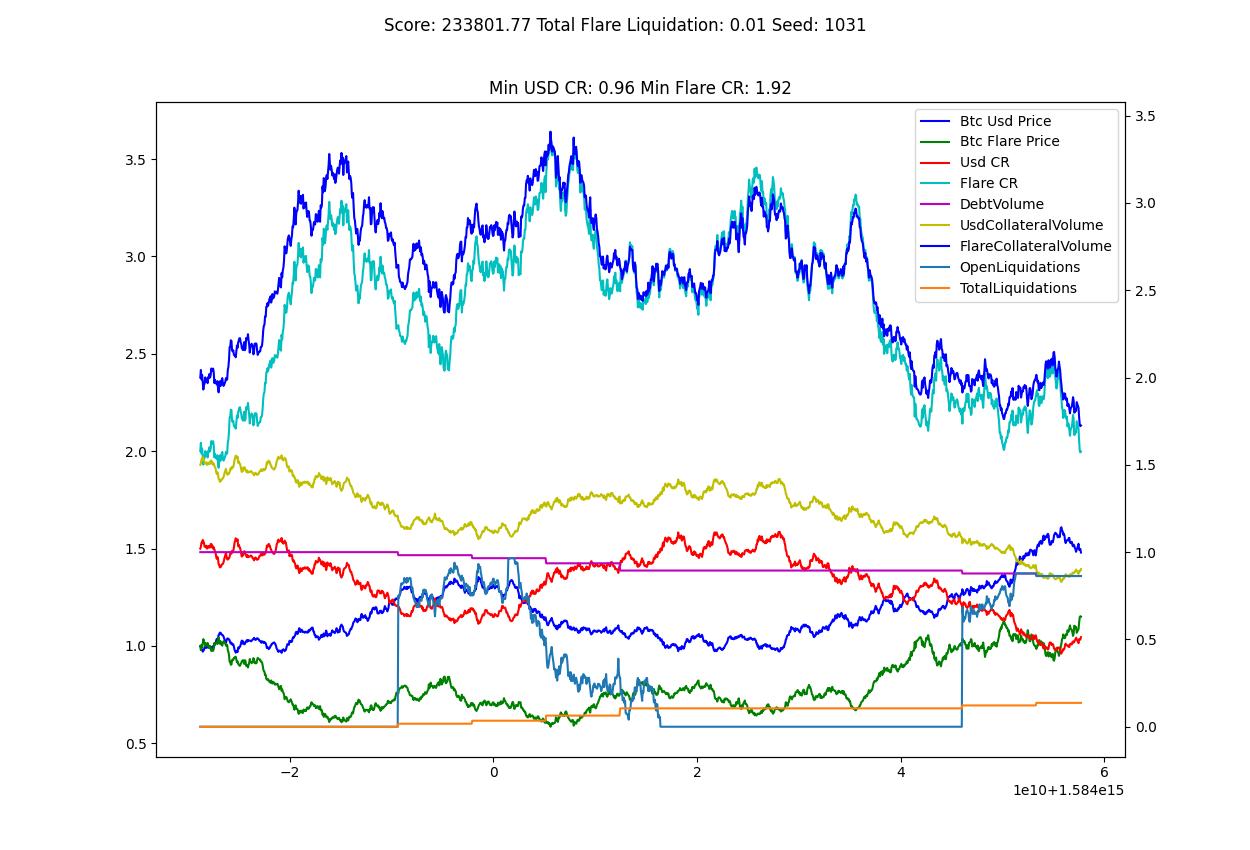 Score: 233801.77 Total Flare Liquidation: 0.01 Seed: 1031
Min USD CR: 0.96 Min Flare CR: 1.92
Btc Usd Price
Btc Flare Price
Usd CR
Flare CR
DebtVolume
UsdCollateralVolume
FlareCollateralVolume
OpenLiquidations
TotalLiquidations
3.5
3.0
2.5
2.0
1.5
1.0
0.5
3.5
3.0
2.5
2.0
1.5
1.0
0.5
0.0
−2 0 2 4 6
1e10+1.584e15